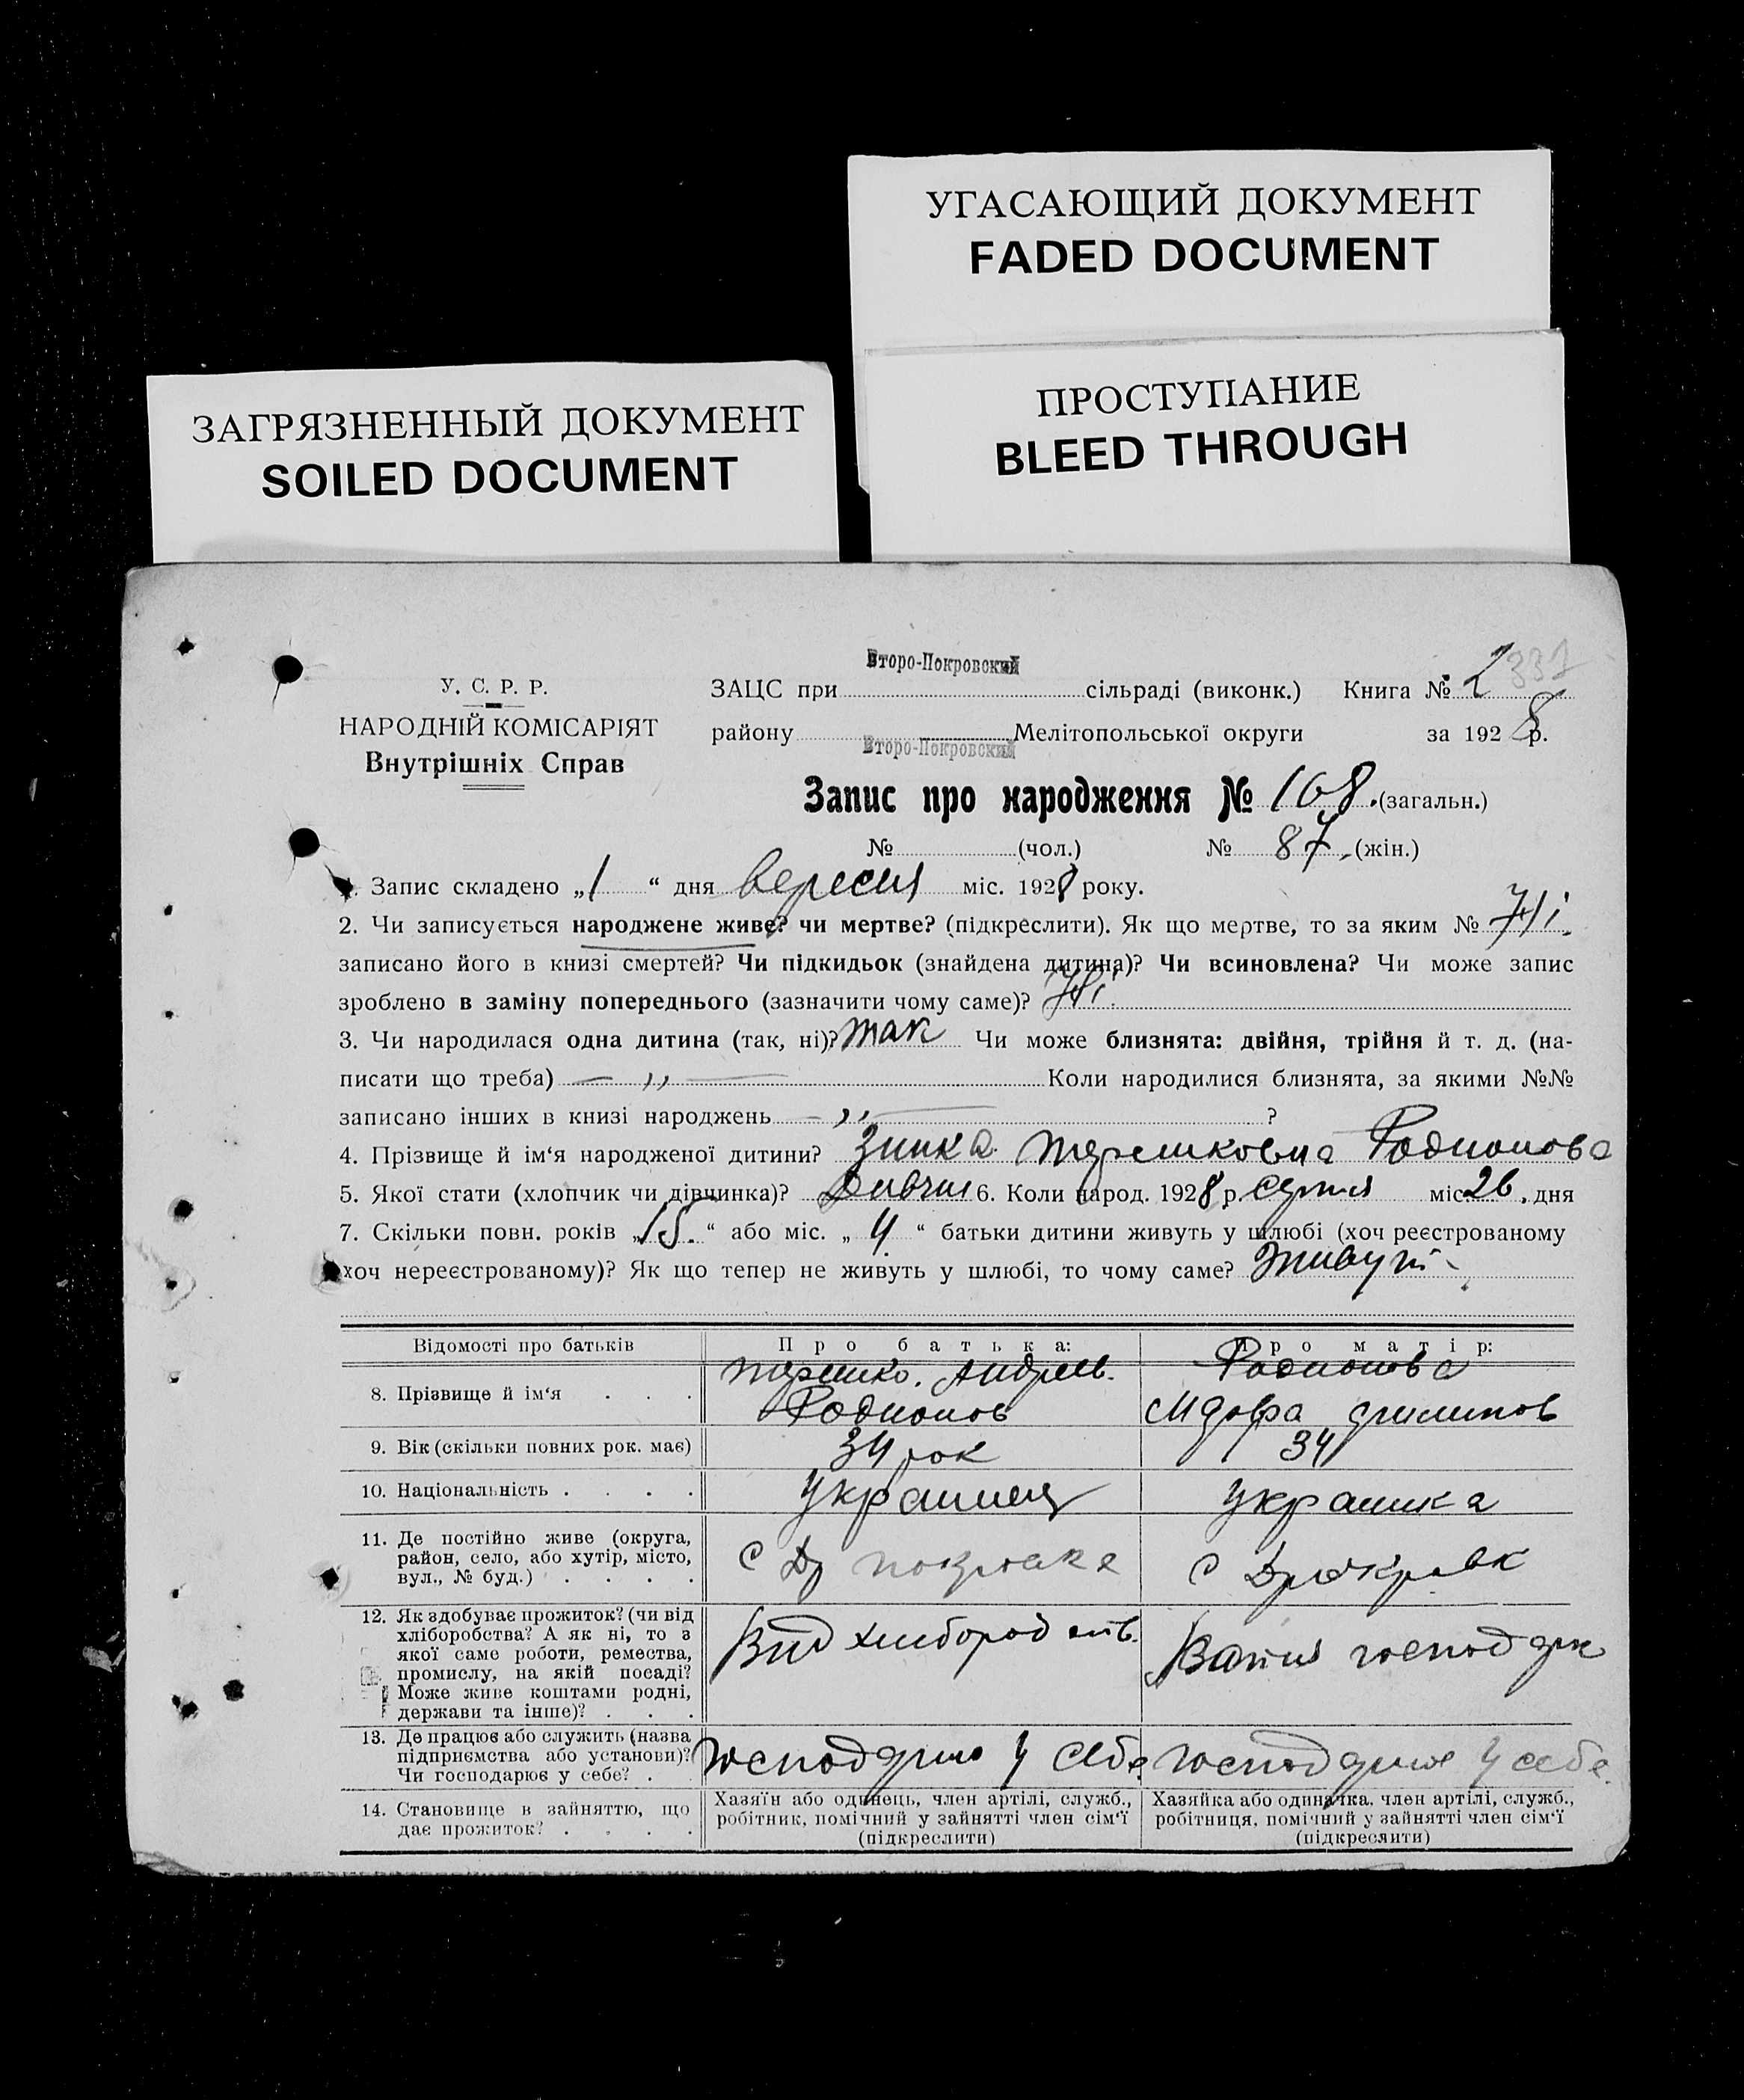 УГАСАЮЩИЙ ДОКУМЕНТ
FADED DOCUMENT
ПРОСТУПАНИЕ
BLEED THROUGH
ЗАГРЯЗНЕННЫЙ ДОКУМЕНТ
SOILED DOCUMENT
У. С. Р. Р.
НАРОДНІЙ КОМІСАРІЯТ
Внутрішніх Справ
Второ-Покровский
ЗАЦС при сільраді (виконк.) Книга № 2 337
району Второ-Покровский Мелітопольської округи за 1928 р.
Запис про народження № 168. (загальн.)
№ (чол.) № 87. (жін.)
1. Запис складено „1“ дня вересня міс. 1928 року.
2. Чи записується народжене живе? чи мертве? (підкреслити). Як що мертве, то за яким № Ні.
записано його в книзі смертей? Чи підкидьок (знайдена дитина)? Чи всиновлена? Чи може запис
зроблено в заміну попереднього (зазначити чому саме)? Ні.
3. Чи народилася одна дитина (так, ні)? так Чи може близнята: двійня, трійня й т. д. (на-
писати що треба) — „ — Коли народилися близнята, за якими №№
записано інших в книзі народжень — „ — ?
4. Прізвище й ім‘я народженої дитини? Зинка Терешковна Родионова
5. Якої стати (хлопчик чи дівчинка)? Дивчин 6. Коли народ. 1928 р. серпня міс 26, дня
7. Скільки повн. років „15.“ або міс. „4“ батьки дитини живуть у шлюбі (хоч реєстрованому
хоч нереєстрованому)? Як що тепер не живуть у шлюбі, то чому саме? Живут
Відомості про батьків Про батька: Про матір:
8. Прізвище й ім‘я Терешко. Андреев. Родионов Родионова
9. Вік (скільки повних рок. має) 34 рок 34
10. Національність Украинец Украинка
11. Де постійно живе (округа,
район, село, або хутір, місто,
вул., № буд.)
12. Як здобуває прожиток? (чи від
хліборобства? А як ні, то з
якої саме роботи, ремества,
промислу, на якій посаді?
Може живе коштами родні,
держави та інше)?
13. Де працює або служить (назва
підприємства або установи)?
Чи господарює у себе? у себе у себе.
14. Становище в зайняттю, що
дає прожиток?
Хазяїн або одинець, член артілі, служб.,
робітник, помічний у зайнятті член сім‘ї
(підкреслити)
Хазяйка або одиначка, член артілі, служб.,
робітниця, помічний у зайнятті член сім‘ї
(підкреслити)